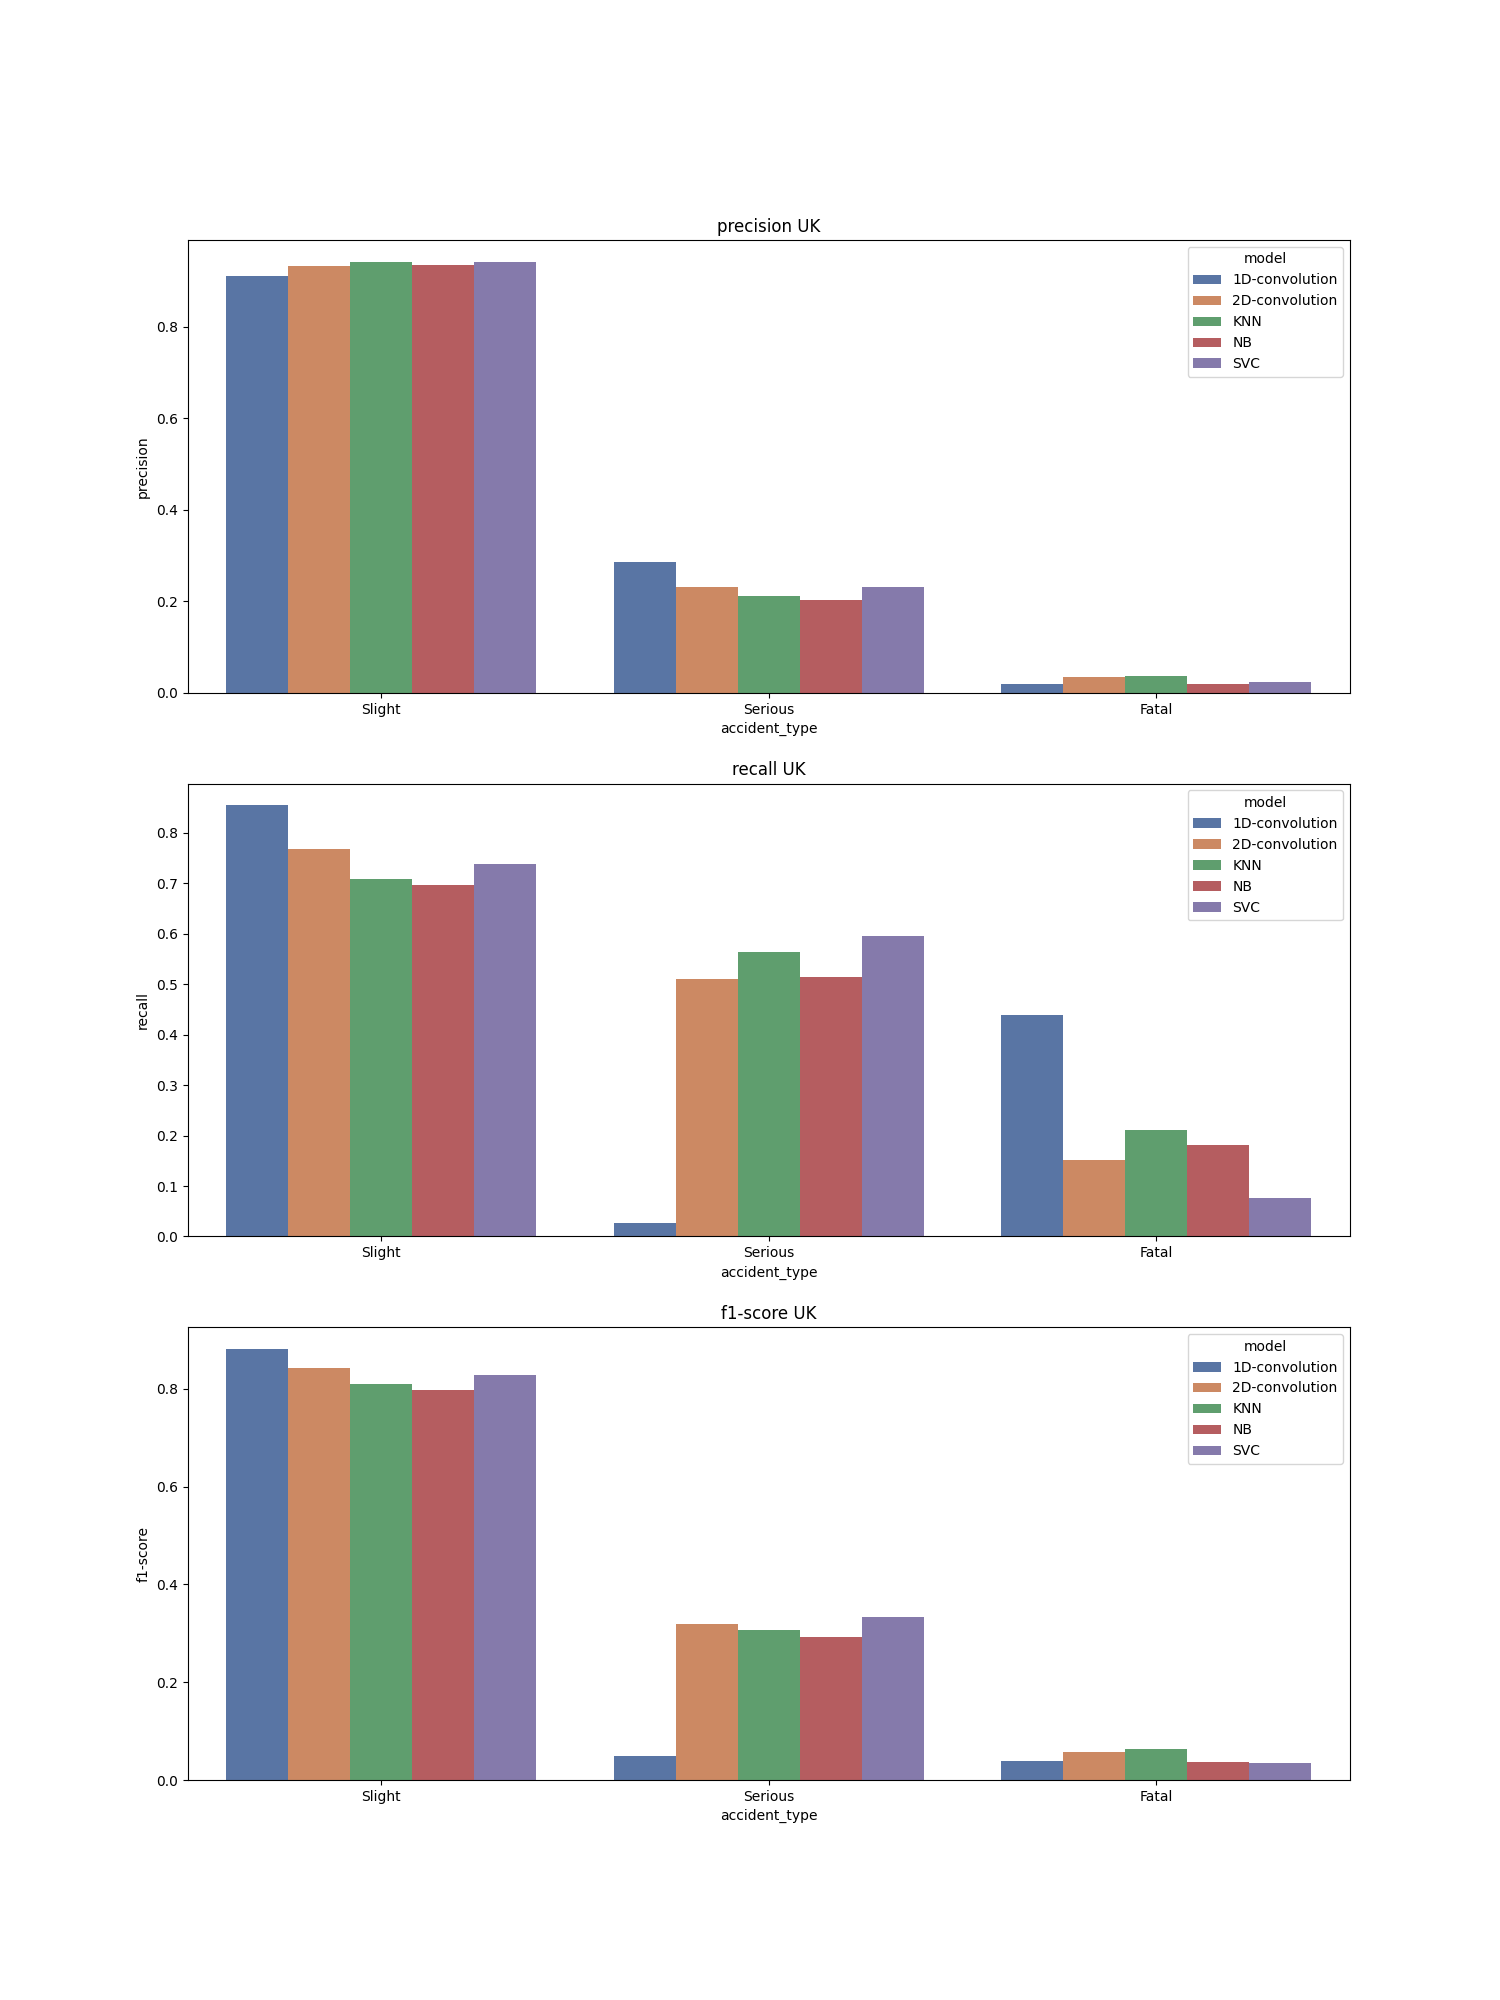 precision UK
model
1D-convolution
2D-convolution
KNN
NB
SVC
precision
0.8
0.6
0.4
0.2
0.0
Slight Serious Fatal
accident_type
recall UK
model
1D-convolution
2D-convolution
KNN
NB
SVC
recall
0.8
0.7
0.6
0.5
0.4
0.3
0.2
0.1
0.0
Slight Serious Fatal
accident_type
f1-score UK
model
1D-convolution
2D-convolution
KNN
NB
SVC
f1-score
0.8
0.6
0.4
0.2
0.0
Slight Serious Fatal
accident_type